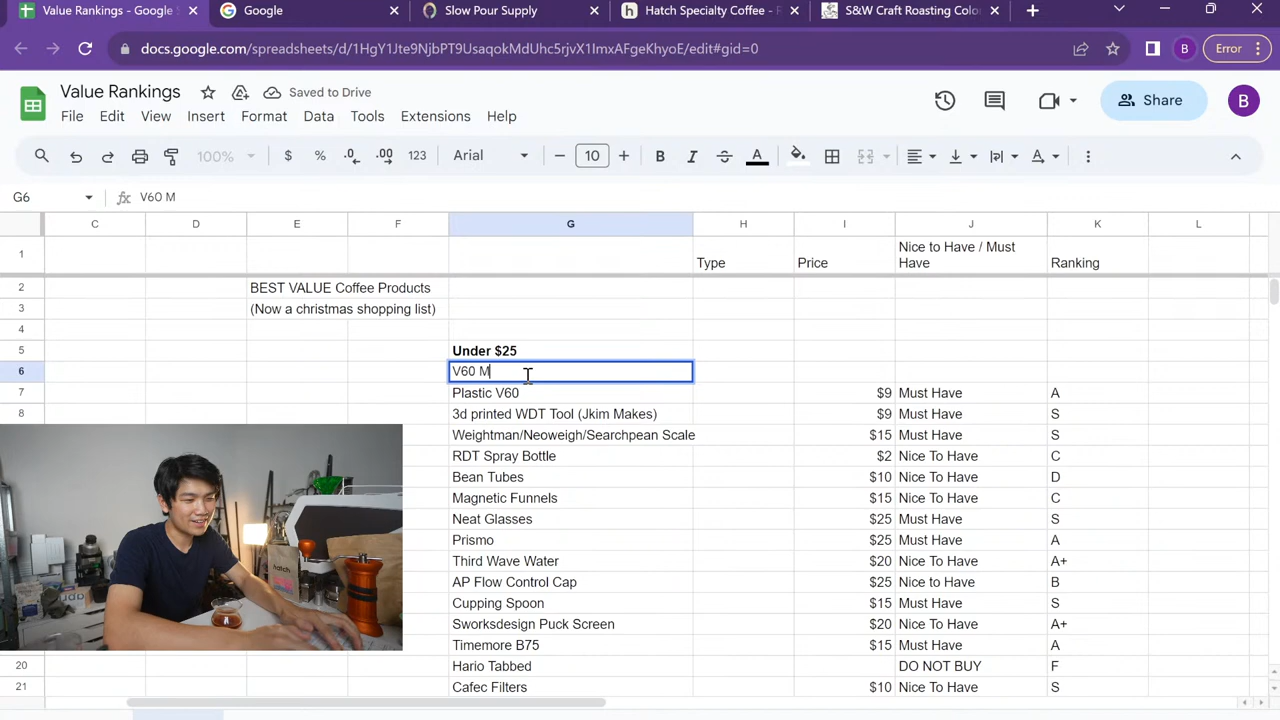 Value Rankings - Google
Google
Slow Pour Supply
Hatch Specialty Coffee -
S&W Craft Roasting Colo
docs.google.com/spreadsheets/d/1HgY1Jte9NjbPT9UsaqokMdUhc5rjvX1ImxAFgeKhyoE/edit#gid=0
B
Error
Value Rankings
Saved to Drive
File Edit View Insert Format Data Tools Extensions Help
Share
B
100% $ % .0 .00 123 Arial 10 B I A
G6 fx V60 M
C D E F G H I J K L
1 Type Price Nice to Have / Must Have Ranking
2 BEST VALUE Coffee Products
3 (Now a christmas shopping list)
4
5 Under $25
6 V60 M
7 Plastic V60 $9 Must Have A
8 3d printed WDT Tool (Jkim Makes) $9 Must Have S
Weightman/Neoweigh/Searchpean Scale $15 Must Have S
RDT Spray Bottle $2 Nice To Have C
Bean Tubes $10 Nice To Have D
Magnetic Funnels $15 Nice To Have C
Neat Glasses $25 Must Have S
Prismo $25 Must Have A
Third Wave Water $20 Nice To Have A+
AP Flow Control Cap $25 Nice to Have B
Cupping Spoon $15 Must Have S
Sworksdesign Puck Screen $20 Nice To Have A+
Timemore B75 $15 Must Have A
20 Hario Tabbed DO NOT BUY F
21 Cafec Filters $10 Nice To Have S
hatch